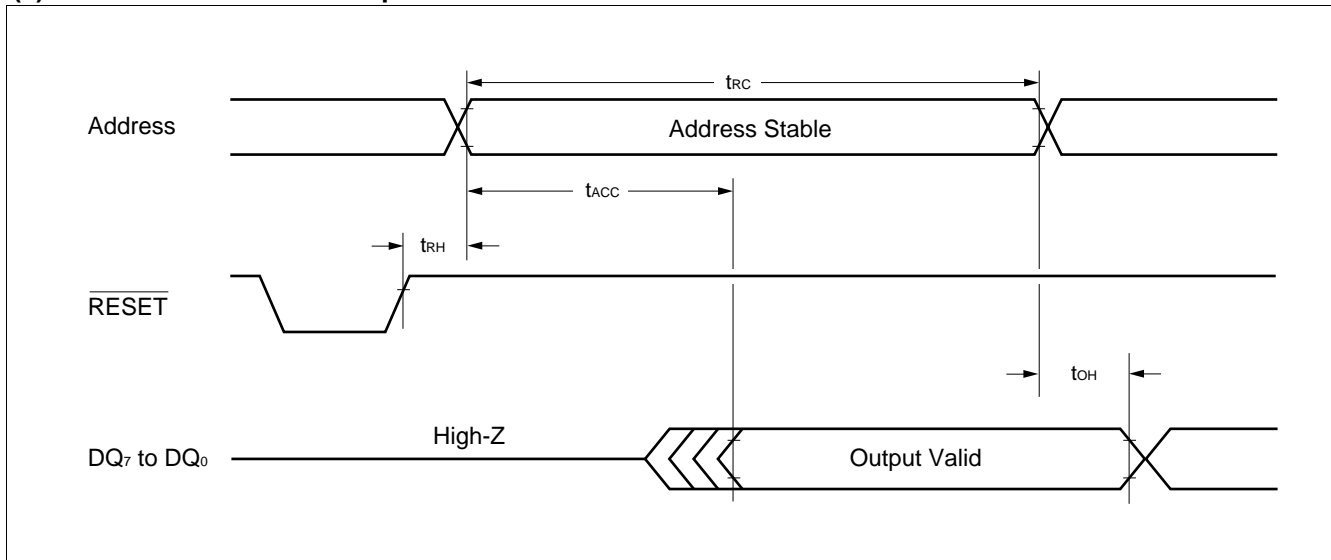 tRC
Address
Address Stable
tACC
tRH
RESET
tOH
High-Z
DQ7 to DQ0
Output Valid